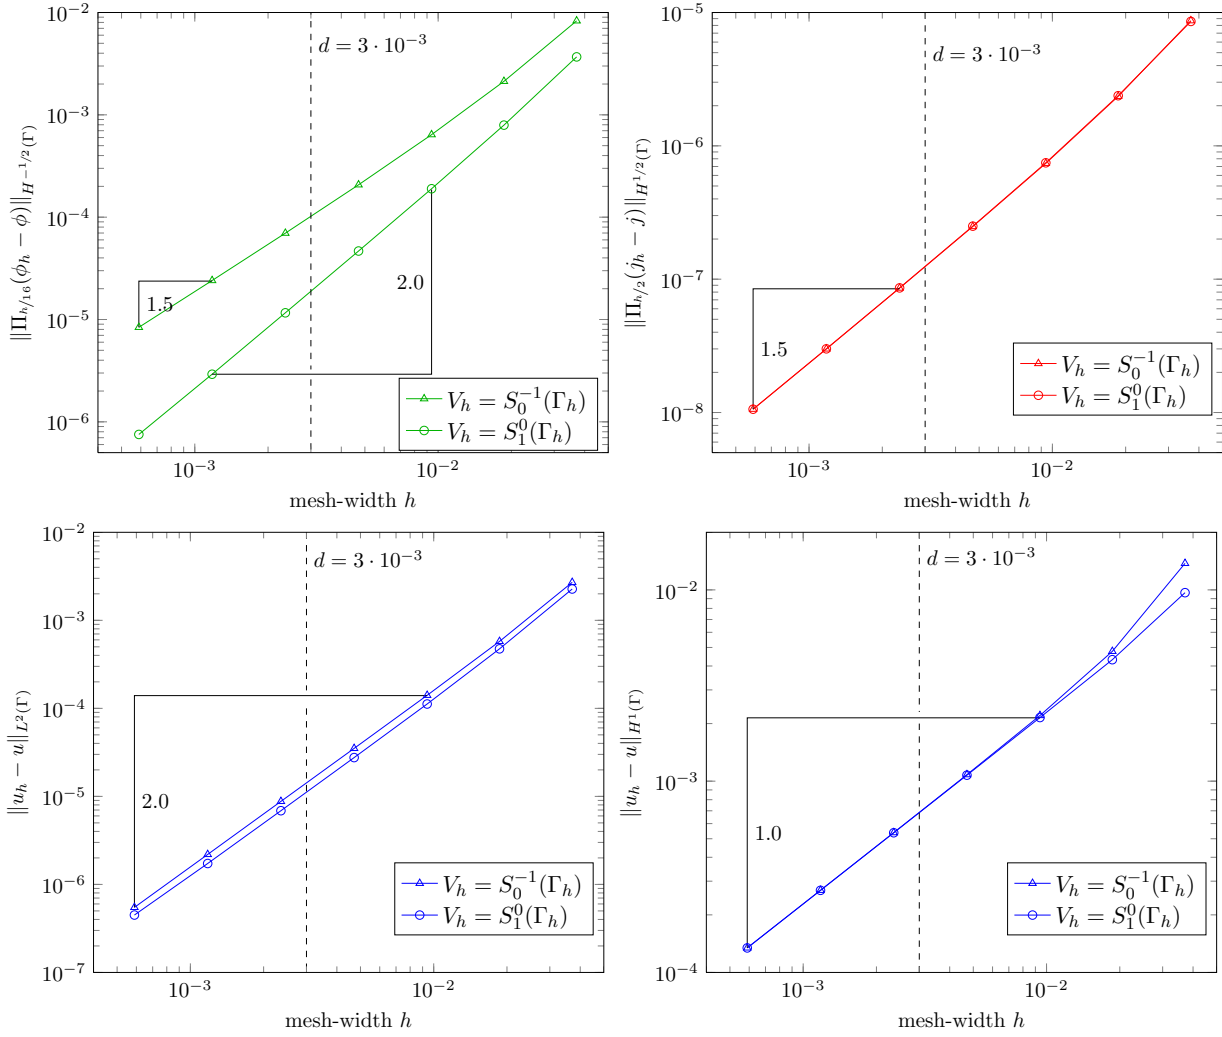 10^{-2}
10^{-3}
10^{-4}
10^{-5}
10^{-6}
||Π_{h/16}(ϕ_h − ϕ)||_{H^{−1/2}(Γ)}
d = 3 · 10^{−3}
1.5
2.0
V_h = S_0^{−1}(Γ_h)
V_h = S_1^0(Γ_h)
10^{-3}
10^{-2}
mesh-width h
10^{-5}
10^{-6}
10^{-7}
10^{-8}
||Π_{h/2}(j_h − j)||_{H^{1/2}(Γ)}
d = 3 · 10^{−3}
1.5
V_h = S_0^{−1}(Γ_h)
V_h = S_1^0(Γ_h)
10^{-3}
10^{-2}
mesh-width h
10^{-2}
10^{-3}
10^{-4}
10^{-5}
10^{-6}
10^{-7}
||u_h − u||_{L^2(Γ)}
d = 3 · 10^{−3}
2.0
V_h = S_0^{−1}(Γ_h)
V_h = S_1^0(Γ_h)
10^{-3}
10^{-2}
mesh-width h
10^{-2}
10^{-3}
10^{-4}
||u_h − u||_{H^1(Γ)}
d = 3 · 10^{−3}
1.0
V_h = S_0^{−1}(Γ_h)
V_h = S_1^0(Γ_h)
10^{-3}
10^{-2}
mesh-width h